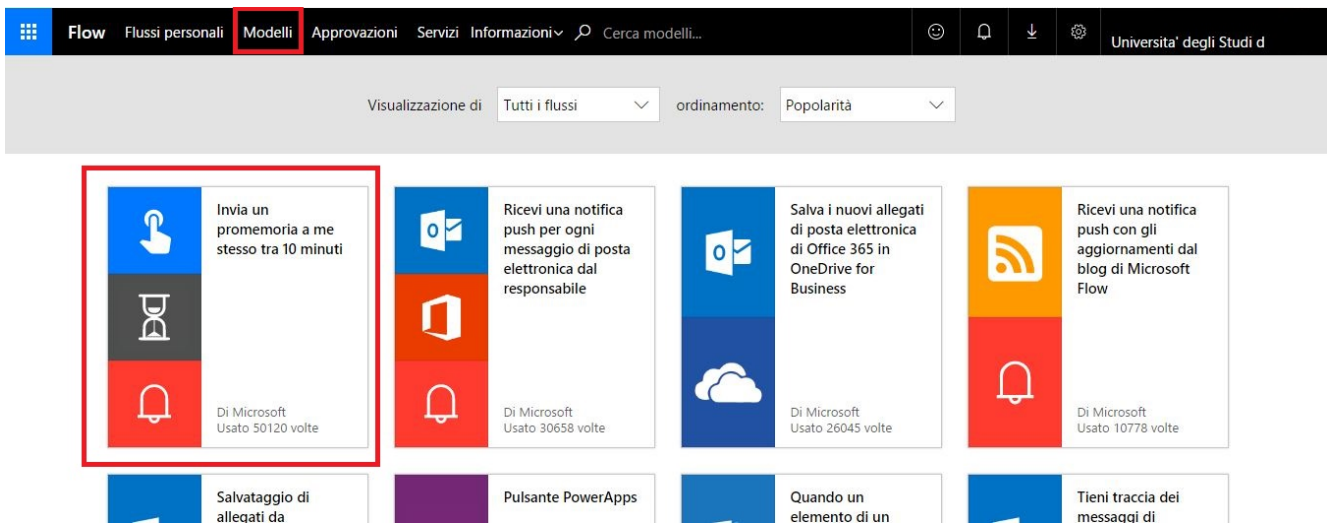 Flow Flussi personali Modelli Approvazioni Servizi Informazioni Cerca modelli... Universita' degli Studi d
Visualizzazione di Tutti i flussi ordinamento: Popolarità
Invia un
promemoria a me
stesso tra 10 minuti
Di Microsoft
Usato 50120 volte
Ricevi una notifica
push per ogni
messaggio di posta
elettronica dal
responsabile
Di Microsoft
Usato 30658 volte
Salva i nuovi allegati
di posta elettronica
di Office 365 in
OneDrive for
Business
Di Microsoft
Usato 26045 volte
Ricevi una notifica
push con gli
aggiornamenti dal
blog di Microsoft
Flow
Di Microsoft
Usato 10778 volte
Salvataggio di
allegati da
Pulsante PowerApps
Quando un
elemento di un
Tieni traccia dei
messaggi di